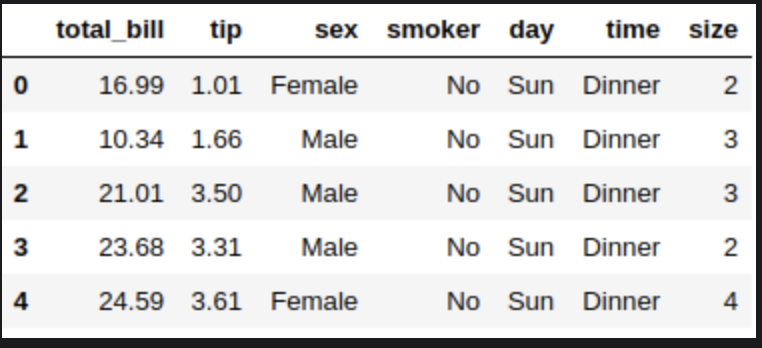 total_bill tip sex smoker day time size
0 16.99 1.01 Female No Sun Dinner 2
1 10.34 1.66 Male No Sun Dinner 3
2 21.01 3.50 Male No Sun Dinner 3
3 23.68 3.31 Male No Sun Dinner 2
4 24.59 3.61 Female No Sun Dinner 4